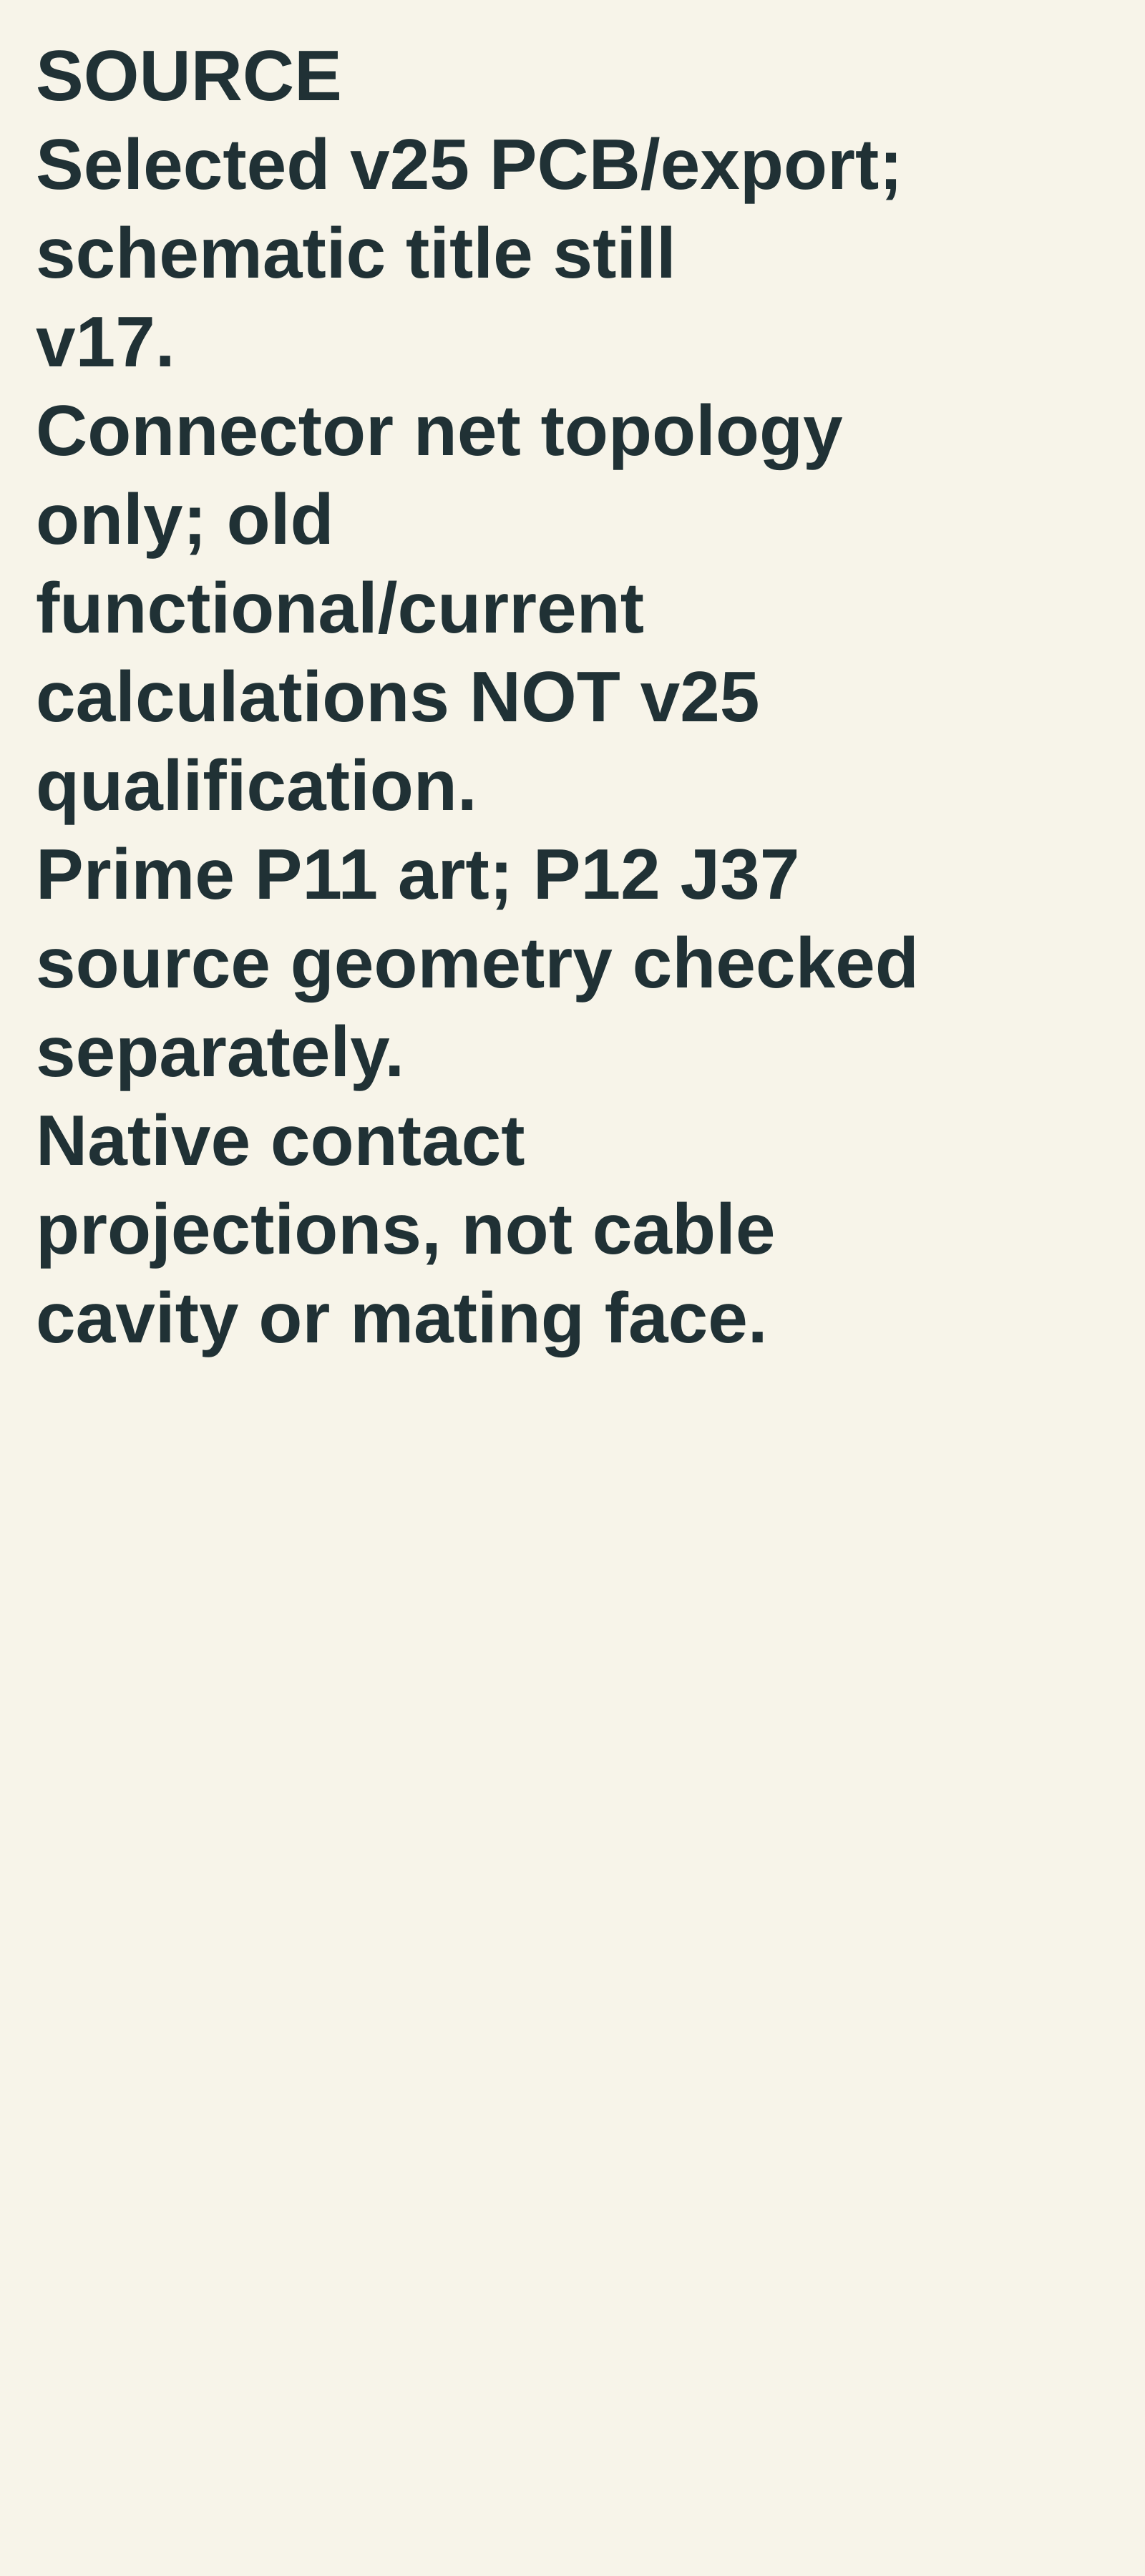 SOURCE
Selected v25 PCB/export;
schematic title still
v17.
Connector net topology
only; old
functional/current
calculations NOT v25
qualification.
Prime P11 art; P12 J37
source geometry checked
separately.
Native contact
projections, not cable
cavity or mating face.